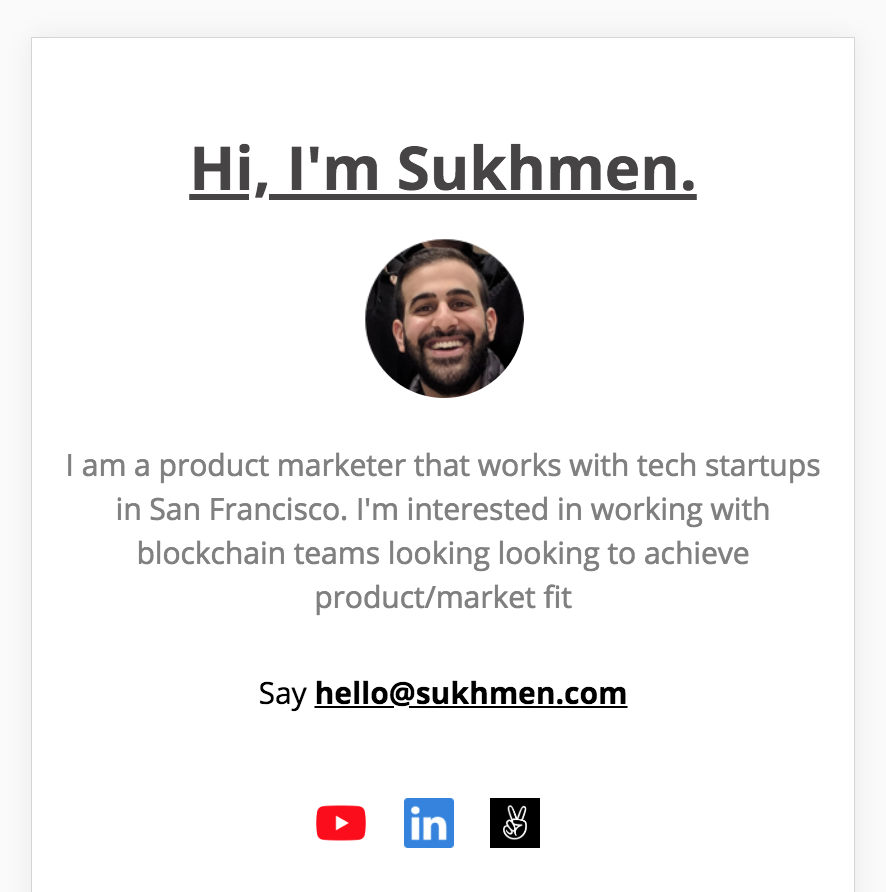 Hi, I'm Sukhmen.
I am a product marketer that works with tech startups
in San Francisco. I'm interested in working with
blockchain teams looking looking to achieve
product/market fit
Say hello@sukhmen.com
in